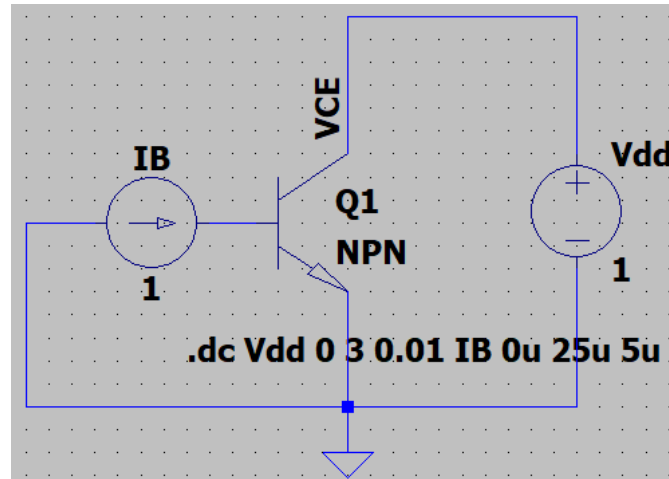 VCE
IB
Vdd
Q1
NPN
1
1
.dc Vdd 0 3 0.01 IB 0u 25u 5u